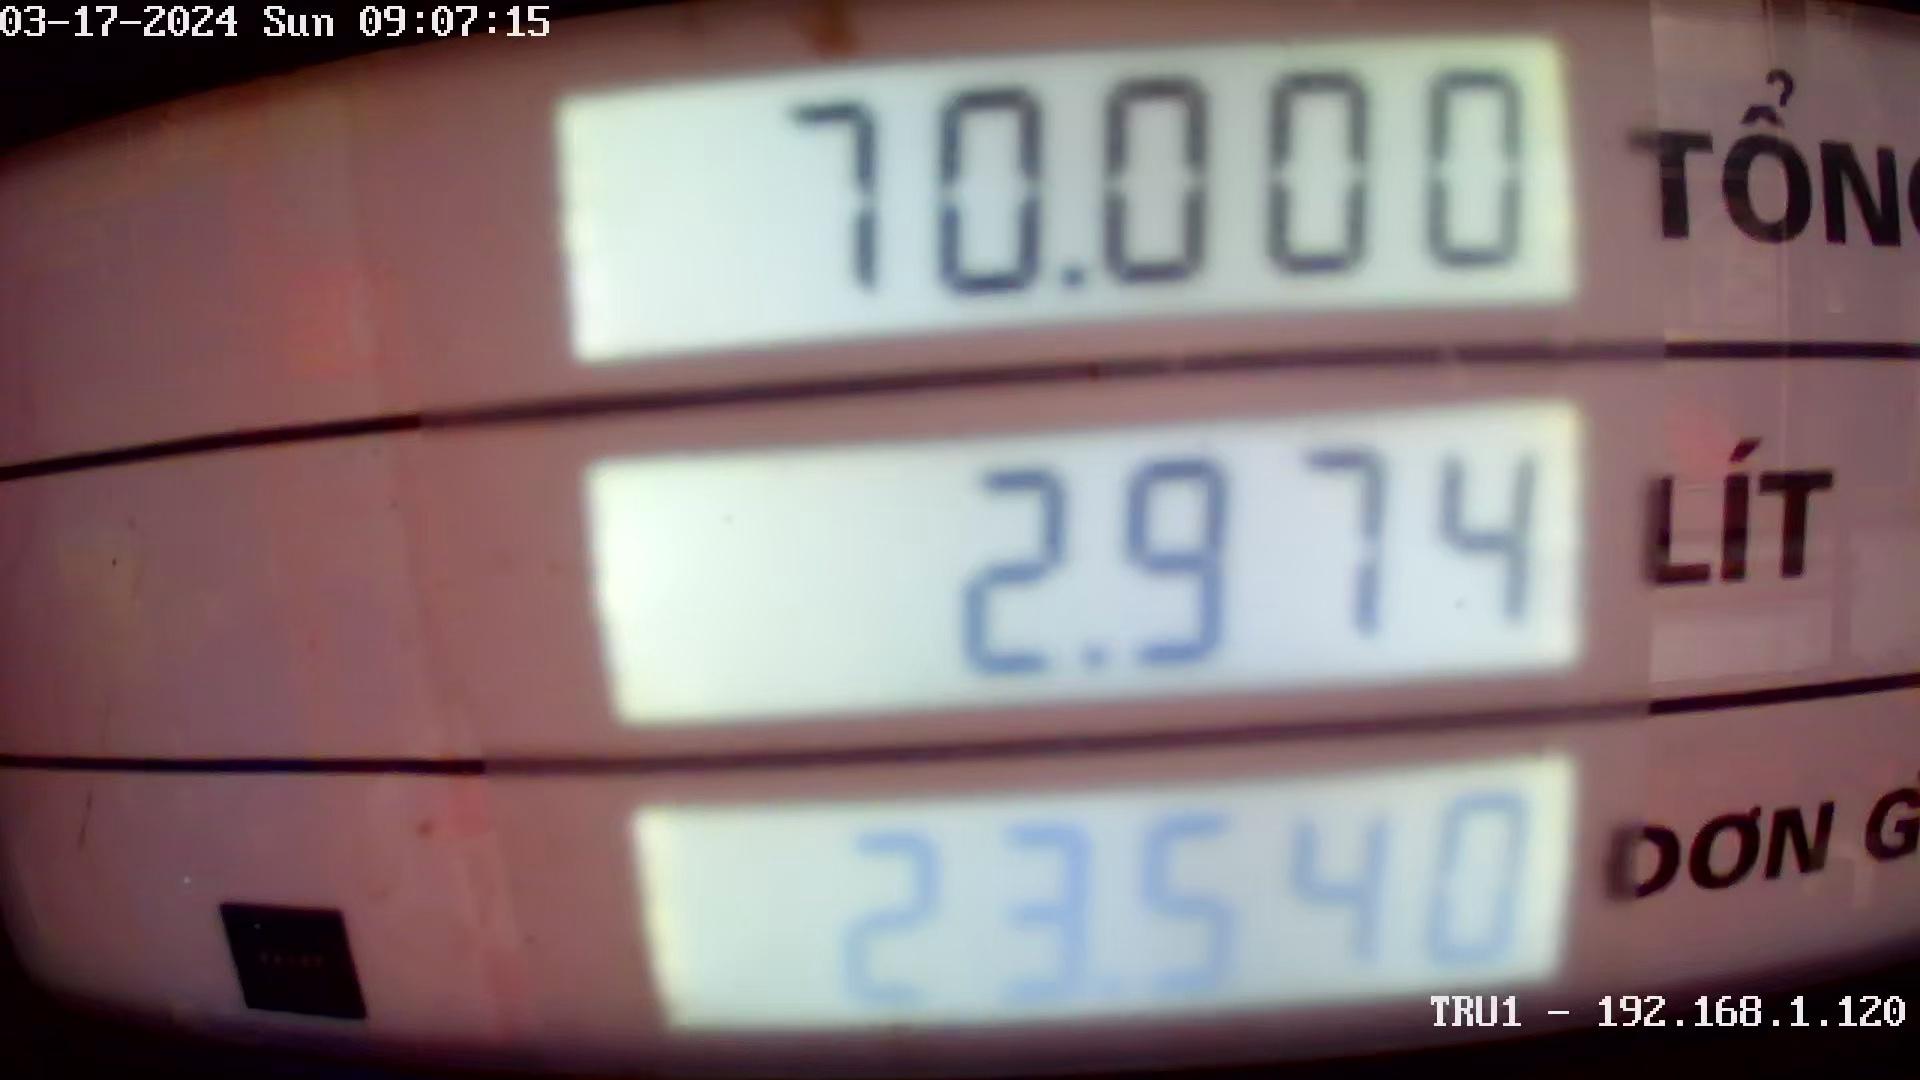 03-17-2024 Sun 09:07:15
70.000 TỔNG
2.974 LÍT
23.540 ĐƠN G
TRU1 - 192.168.1.120